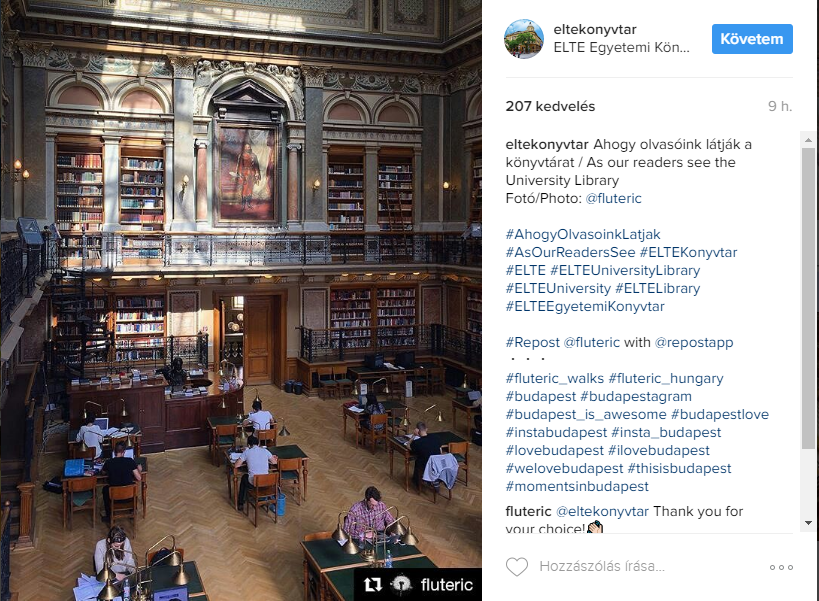 eltekonyvtar
ELTE Egyetemi Kön...
Követem
207 kedvelés
9 h.
eltekonyvtar Ahogy olvasóink látják a
könyvtárat / As our readers see the
University Library
Fotó/Photo: @fluteric
#AhogyOlvasoinkLatjak
#AsOurReadersSee #ELTEKonyvtar
#ELTE #ELTEUniversityLibrary
#ELTEUniversity #ELTELibrary
#ELTEEgyetemiKonyvtar
#Repost @fluteric with @repostapp
· · ·
#fluteric_walks #fluteric_hungary
#budapest #budapestagram
#budapest_is_awesome #budapestlove
#instabudapest #insta_budapest
#lovebudapest #ilovebudapest
#welovebudapest #thisisbudapest
#momentsinbudapest
fluteric @eltekonyvtar Thank you for
your choice!
Hozzászólás írása...
fluteric